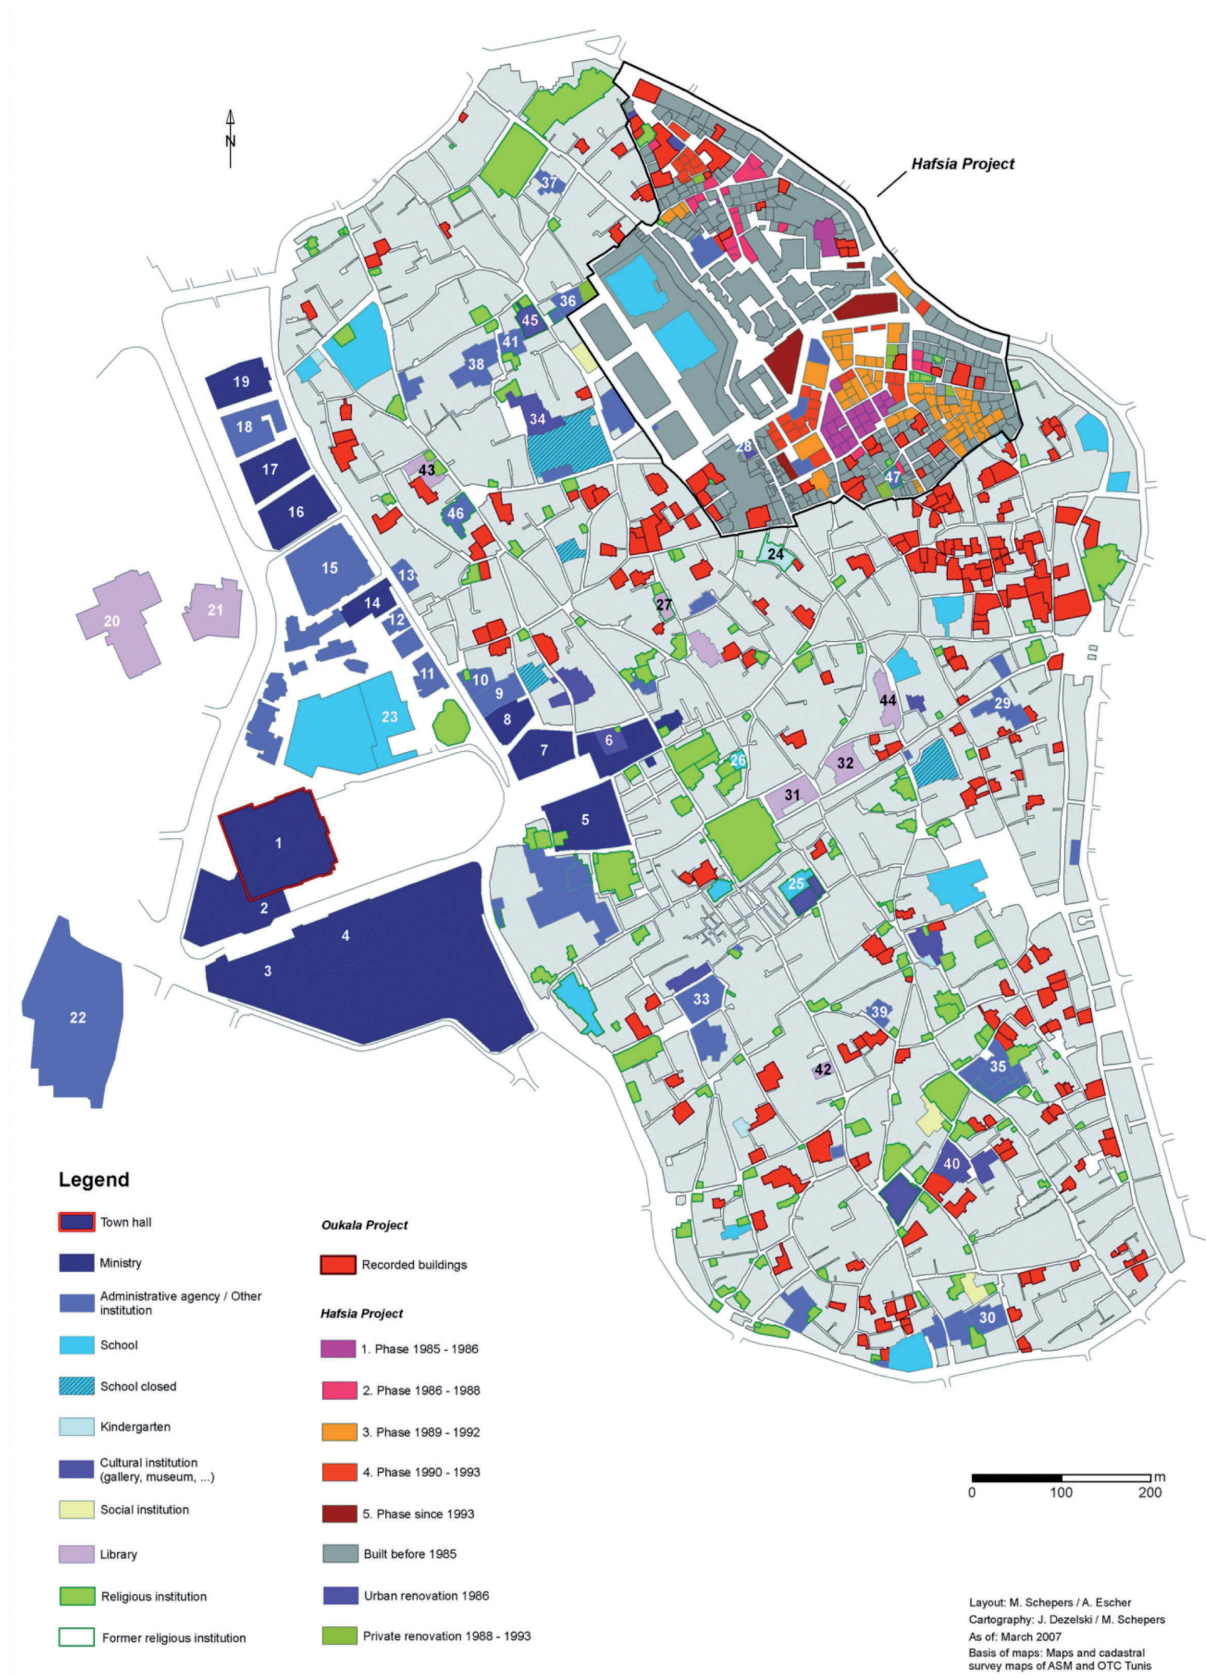 N
Hafsia Project
37
36
45
41
38
34
19
18
17
16
43
46
28
47
15
13
14
12
24
27
20
21
11
10
9
8
23
44
29
7
6
26
32
31
5
1
25
2
4
3
33
39
22
35
42
40
30
Legend
Town hall
Ministry
Administrative agency / Other
institution
School
School closed
Kindergarten
Cultural institution
(gallery, museum, ...)
Social institution
Library
Religious institution
Former religious institution
Oukala Project
Recorded buildings
Hafsia Project
1. Phase 1985 - 1986
2. Phase 1986 - 1988
3. Phase 1989 - 1992
4. Phase 1990 - 1993
5. Phase since 1993
Built before 1985
Urban renovation 1986
Private renovation 1988 - 1993
m
0 100 200
Layout: M. Schepers / A. Escher
Cartography: J. Dezelski / M. Schepers
As of: March 2007
Basis of maps: Maps and cadastral
survey maps of ASM and OTC Tunis